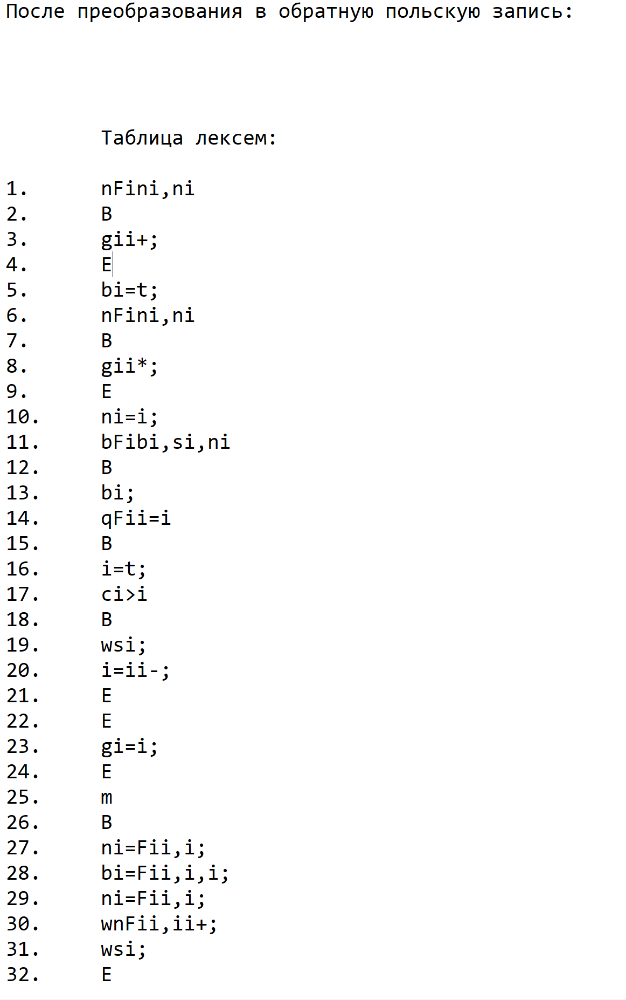 После преобразования в обратную польскую запись:
Таблица лексем:
1. nFini,ni
2. B
3. gii+;
4. E
5. bi=t;
6. nFini,ni
7. B
8. gii*;
9. E
10. ni=i;
11. bFibi,si,ni
12. B
13. bi;
14. qFii=i
15. B
16. i=t;
17. ci>i
18. B
19. wsi;
20. i=ii-;
21. E
22. E
23. gi=i;
24. E
25. m
26. B
27. ni=Fii,i;
28. bi=Fii,i,i;
29. ni=Fii,i;
30. wnFii,ii+;
31. wsi;
32. E